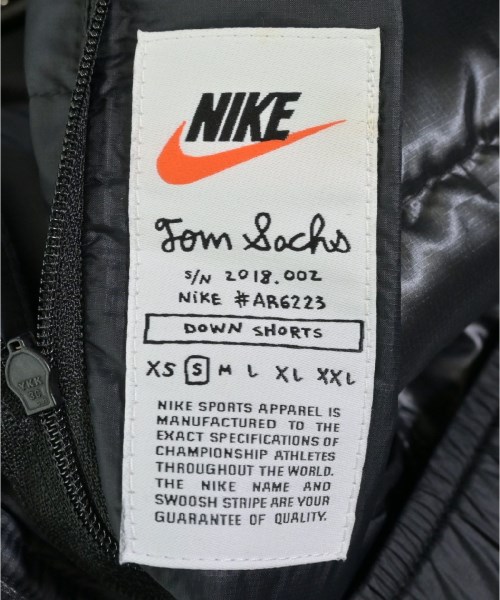 NIKE
Tom Sachs
S/N 2018.002
NIKE #AR6223
DOWN SHORTS
XS S M L XL XXL
NIKE SPORTS APPAREL IS
MANUFACTURED TO THE
EXACT SPECIFICATIONS OF
CHAMPIONSHIP ATHLETES
THROUGHOUT THE WORLD.
THE NIKE NAME AND
SWOOSH STRIPE ARE YOUR
GUARANTEE OF QUALITY.
YKK